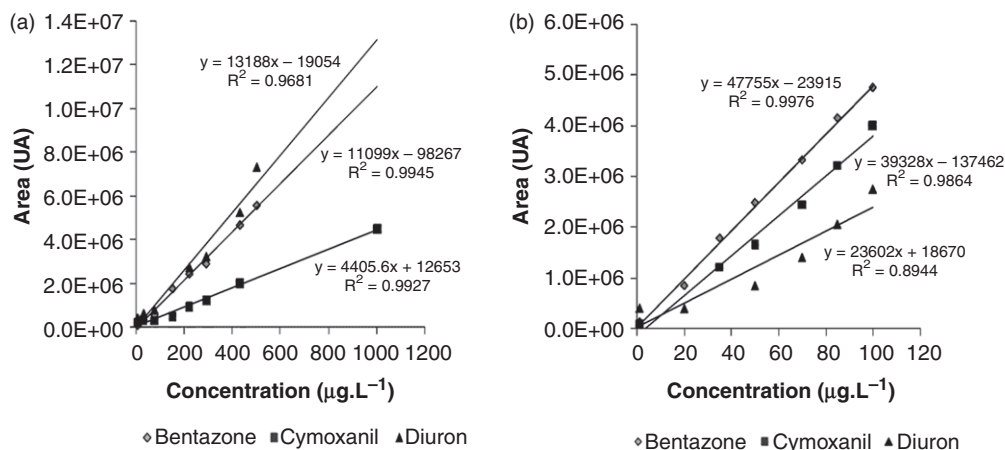 (a)
1.4E+07
1.2E+07
1.0E+07
8.0E+06
6.0E+06
4.0E+06
2.0E+06
0.0E+00
Area (UA)
y = 13188x – 19054
R² = 0.9681
y = 11099x – 98267
R² = 0.9945
y = 4405.6x + 12653
R² = 0.9927
0 200 400 600 800 1000 1200
Concentration (μg.L⁻¹)
Bentazone Cymoxanil Diuron
(b)
6.0E+06
5.0E+06
4.0E+06
3.0E+06
2.0E+06
1.0E+06
0.0E+00
Area (UA)
y = 47755x – 23915
R² = 0.9976
y = 39328x – 137462
R² = 0.9864
y = 23602x + 18670
R² = 0.8944
0 20 40 60 80 100 120
Concentration (μg.L⁻¹)
Bentazone Cymoxanil Diuron